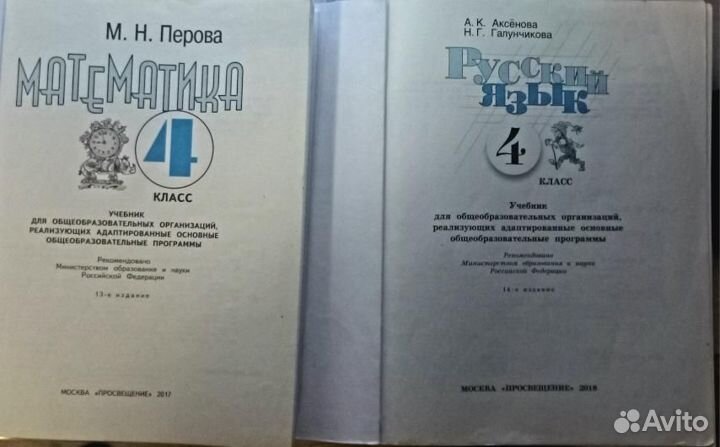 М. Н. Перова
МАТЕМАТИКА
4
КЛАСС
УЧЕБНИК
ДЛЯ ОБЩЕОБРАЗОВАТЕЛЬНЫХ ОРГАНИЗАЦИЙ,
РЕАЛИЗУЮЩИХ АДАПТИРОВАННЫЕ ОСНОВНЫЕ
ОБЩЕОБРАЗОВАТЕЛЬНЫЕ ПРОГРАММЫ
Рекомендовано
Министерством образования и науки
Российской Федерации
13-е издание
МОСКВА «ПРОСВЕЩЕНИЕ» 2017
А. К. Аксёнова
Н. Г. Галунчикова
Русский
язык
4
КЛАСС
Учебник
для общеобразовательных организаций,
реализующих адаптированные основные
общеобразовательные программы
Рекомендовано
Министерством образования и науки
Российской Федерации
14-е издание
МОСКВА «ПРОСВЕЩЕНИЕ» 2018
Avito